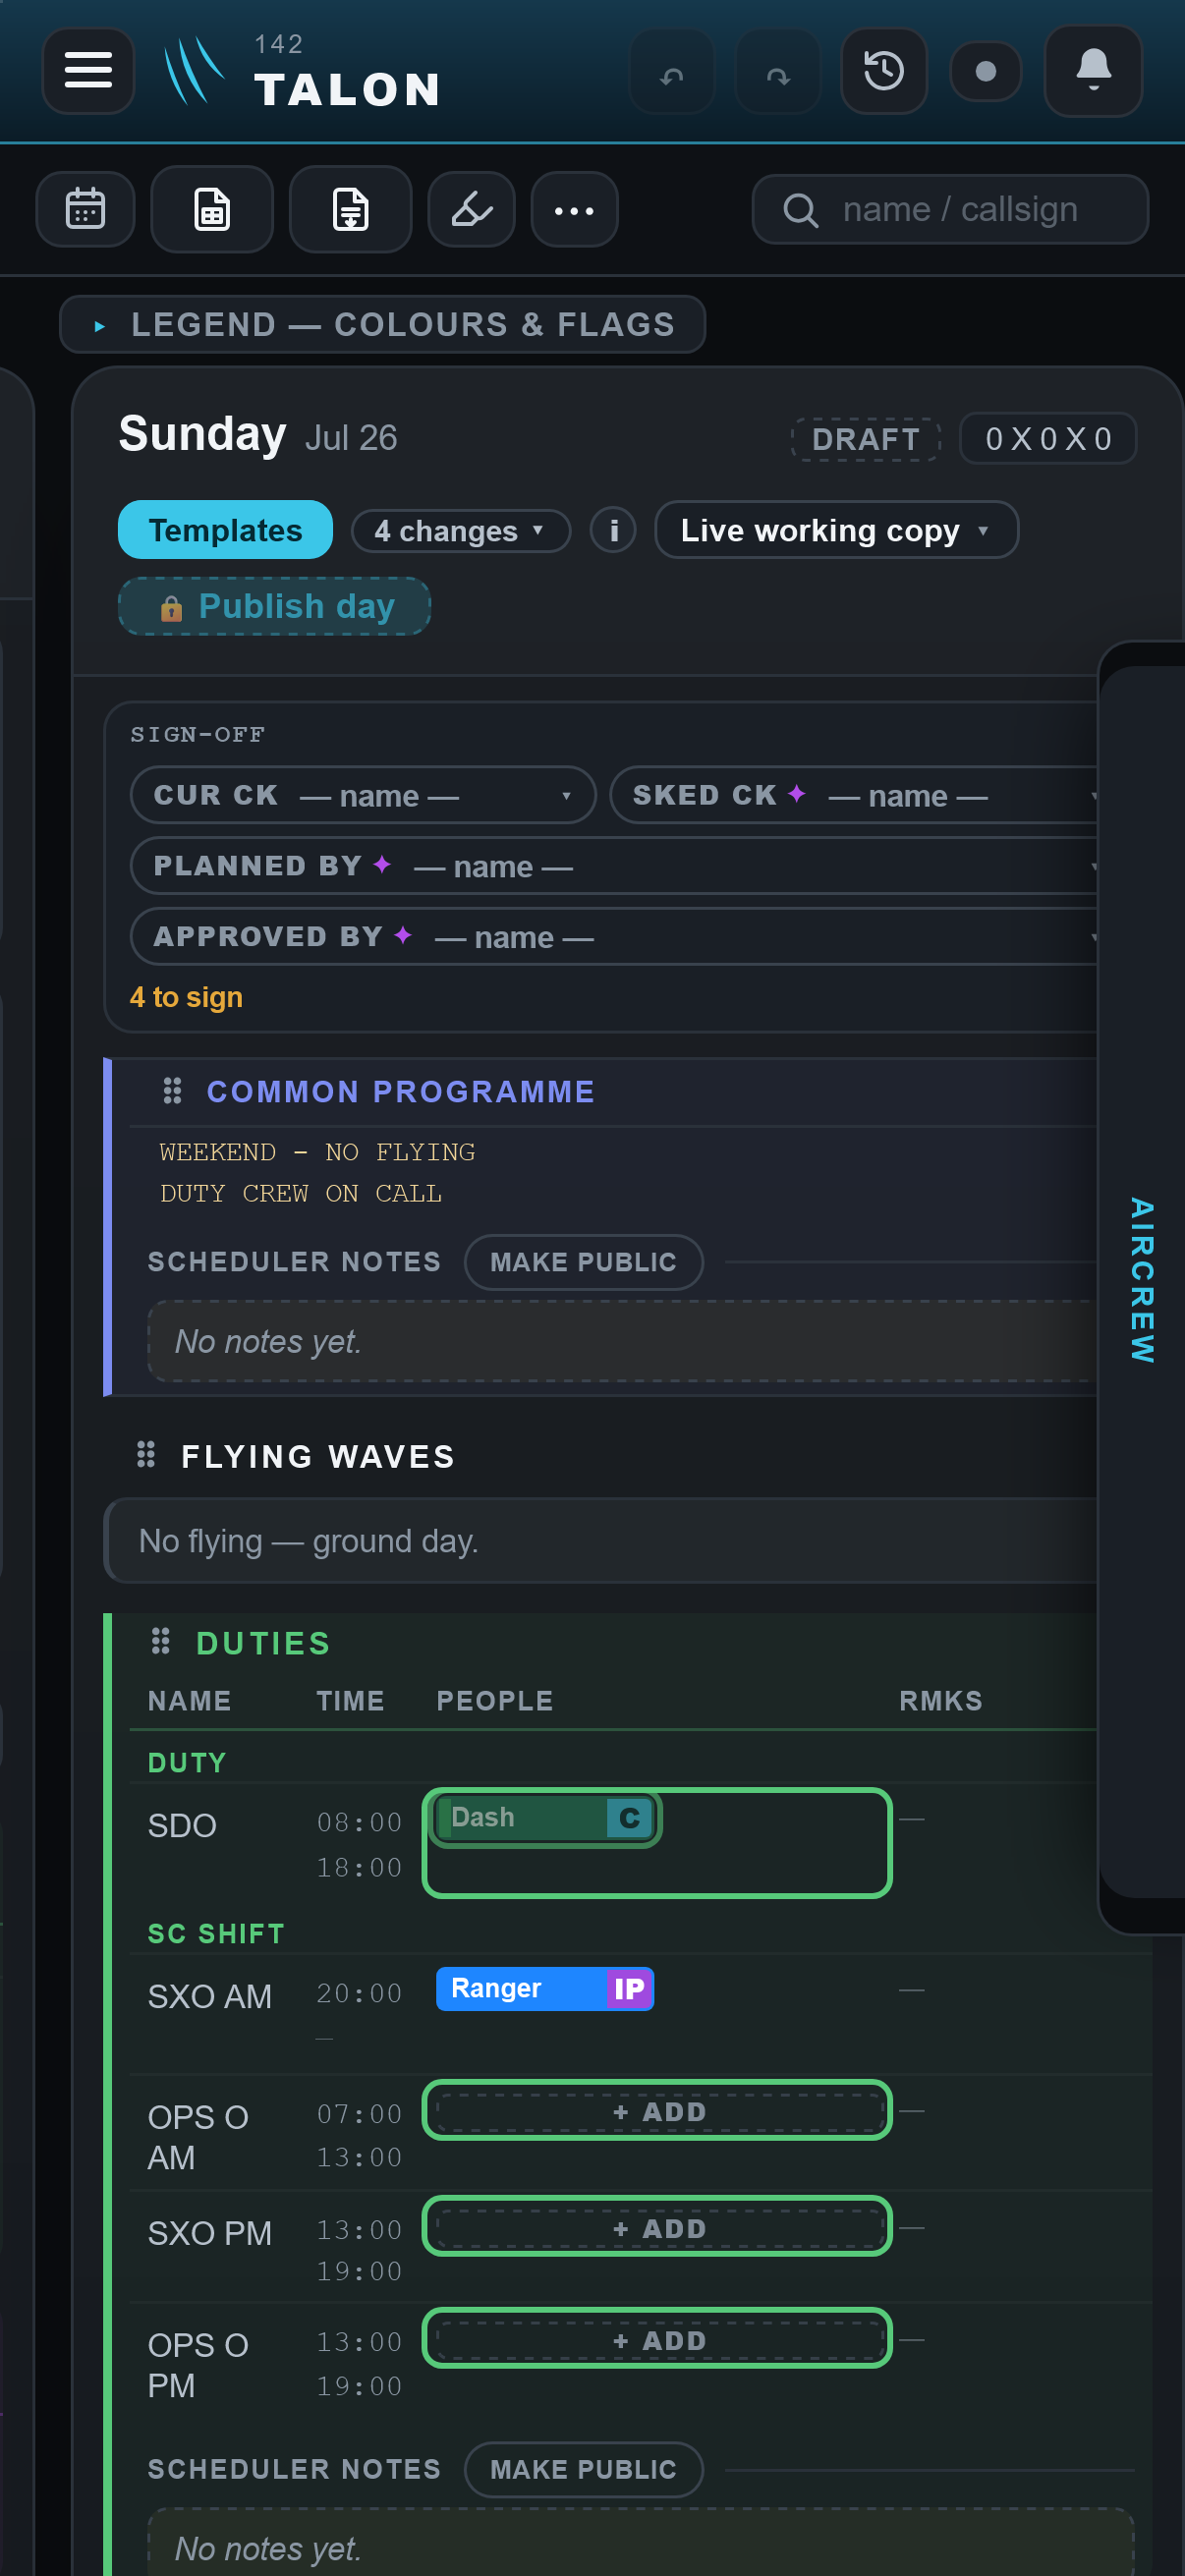 142
TALON
name / callsign
LEGEND — COLOURS & FLAGS
Sunday Jul 26 DRAFT 0 X 0 X 0
Templates 4 changes i Live working copy
Publish day
SIGN-OFF
CUR CK — name — SKED CK — name —
PLANNED BY — name —
APPROVED BY — name —
4 to sign
COMMON PROGRAMME
WEEKEND - NO FLYING
DUTY CREW ON CALL
SCHEDULER NOTES MAKE PUBLIC
No notes yet.
AIRCREW
FLYING WAVES
No flying — ground day.
DUTIES
NAME TIME PEOPLE RMKS
DUTY
SDO 08:00 Dash C —
18:00
SC SHIFT
SXO AM 20:00 Ranger IP —
—
OPS O AM 07:00 + ADD —
13:00
SXO PM 13:00 + ADD —
19:00
OPS O PM 13:00 + ADD —
19:00
SCHEDULER NOTES MAKE PUBLIC
No notes yet.